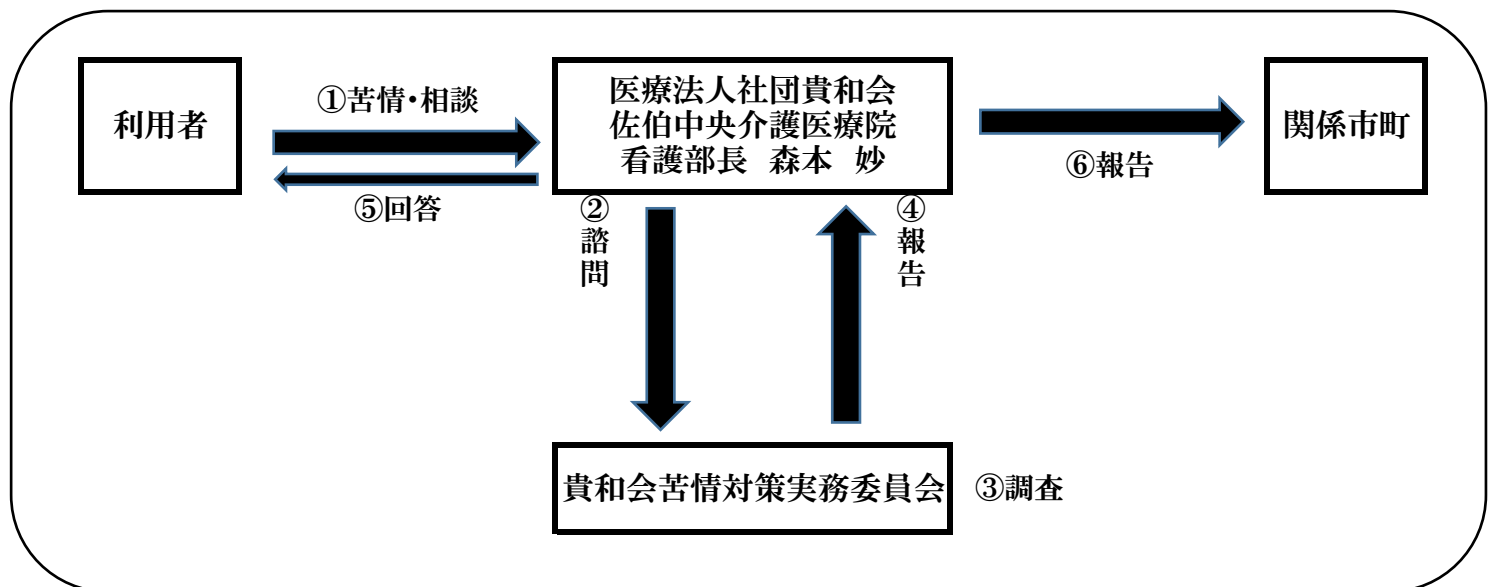 利用者
①苦情・相談
⑤回答
医療法人社団貴和会
佐伯中央介護医療院
看護部長 森本 妙
⑥報告
関係市町
②諮問
④報告
貴和会苦情対策実務委員会
③調査